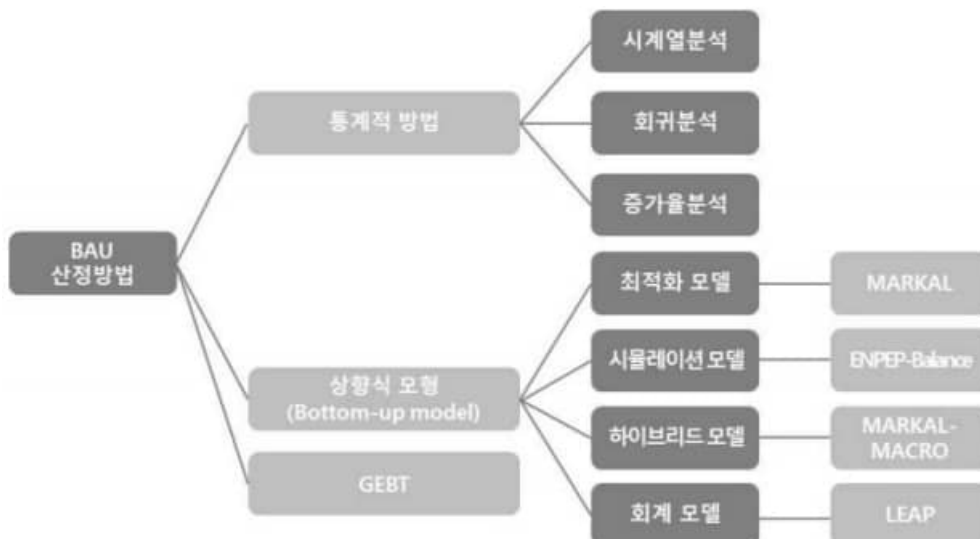 시계열분석
통계적 방법
회귀분석
증가율분석
BAU
산정방법
최적화 모델
MARKAL
시뮬레이션 모델
ENPEP-Balance
상향식 모형
(Bottom-up model)
하이브리드 모델
MARKAL-
MACRO
GEBT
회계 모델
LEAP